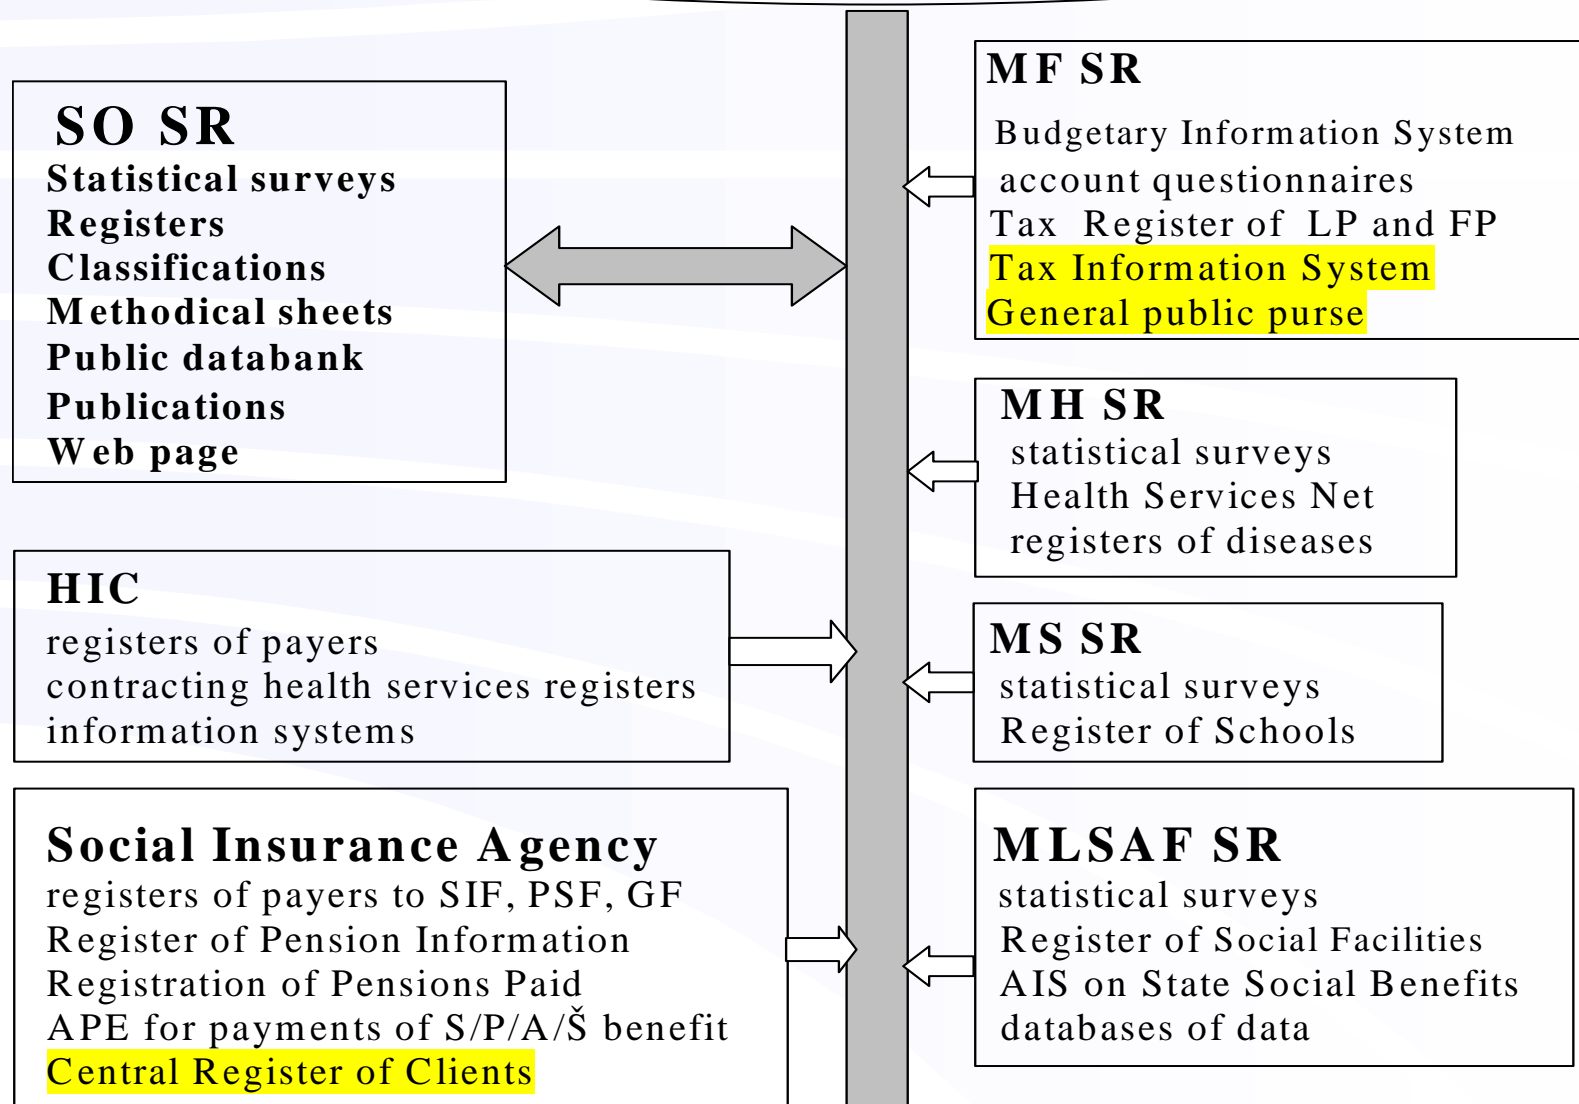 SO SR
Statistical surveys
Registers
Classifications
Methodical sheets
Public databank
Publications
Web page
HIC
registers of payers
contracting health services registers
information systems
Social Insurance Agency
registers of payers to SIF, PSF, GF
Register of Pension Information
Registration of Pensions Paid
APE for payments of S/P/A/Š benefit
Central Register of Clients
MF SR
Budgetary Information System
account questionnaires
Tax Register of LP and FP
Tax Information System
General public purse
MH SR
statistical surveys
Health Services Net
registers of diseases
MS SR
statistical surveys
Register of Schools
MLSAF SR
statistical surveys
Register of Social Facilities
AIS on State Social Benefits
databases of data